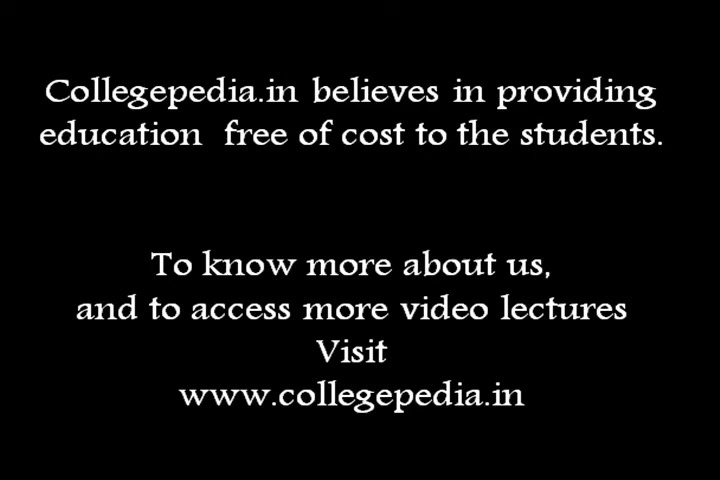 Collegepedia.in believes in providing
education  free of cost to the students.
To know more about us,
and to access more video lectures
Visit
www.collegepedia.in